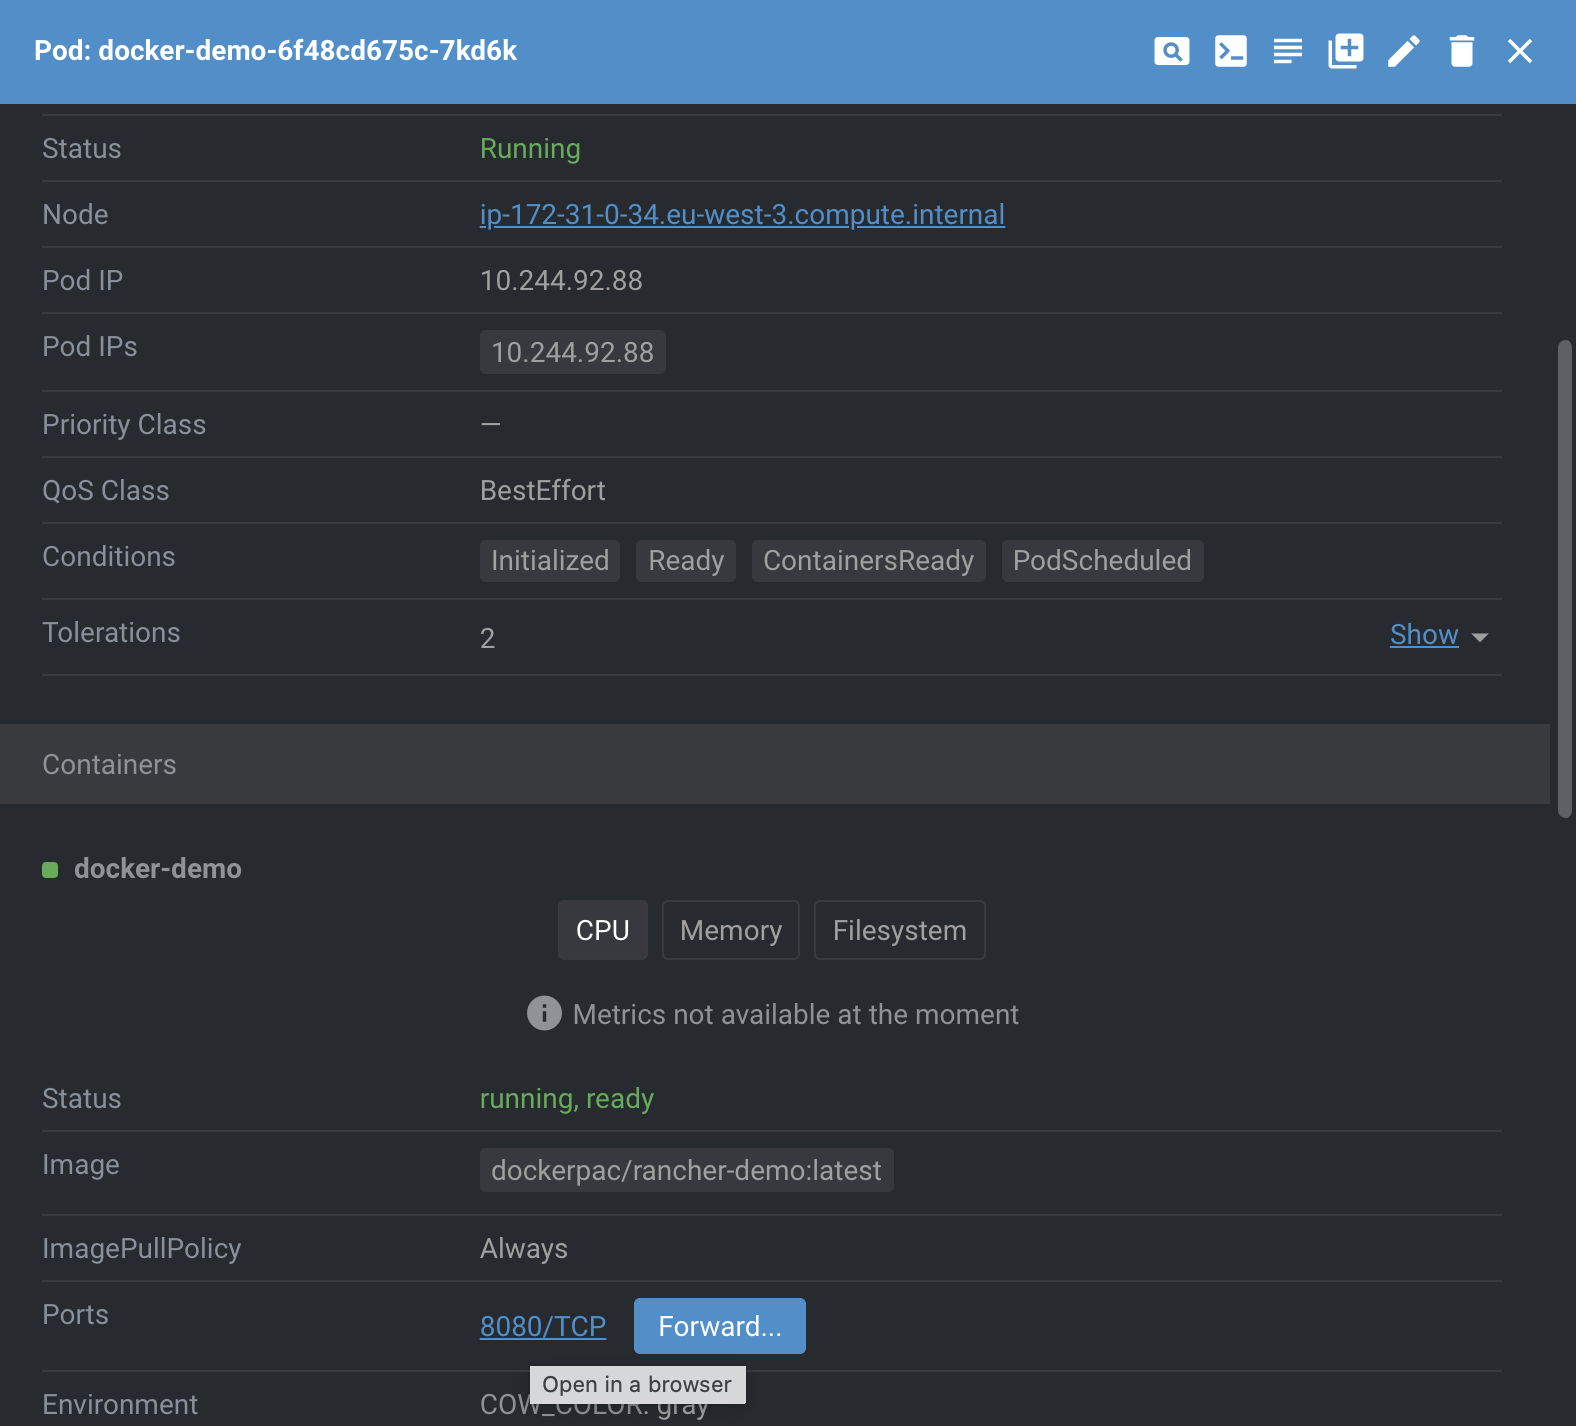 Pod: docker-demo-6f48cd675c-7kd6k
Status Running
Node ip-172-31-0-34.eu-west-3.compute.internal
Pod IP 10.244.92.88
Pod IPs 10.244.92.88
Priority Class —
QoS Class BestEffort
Conditions Initialized Ready ContainersReady PodScheduled
Tolerations 2 Show
Containers
docker-demo
CPU Memory Filesystem
Metrics not available at the moment
Status running, ready
Image dockerpac/rancher-demo:latest
ImagePullPolicy Always
Ports 8080/TCP Forward...
Open in a browser
Environment COW_COLOR: gray